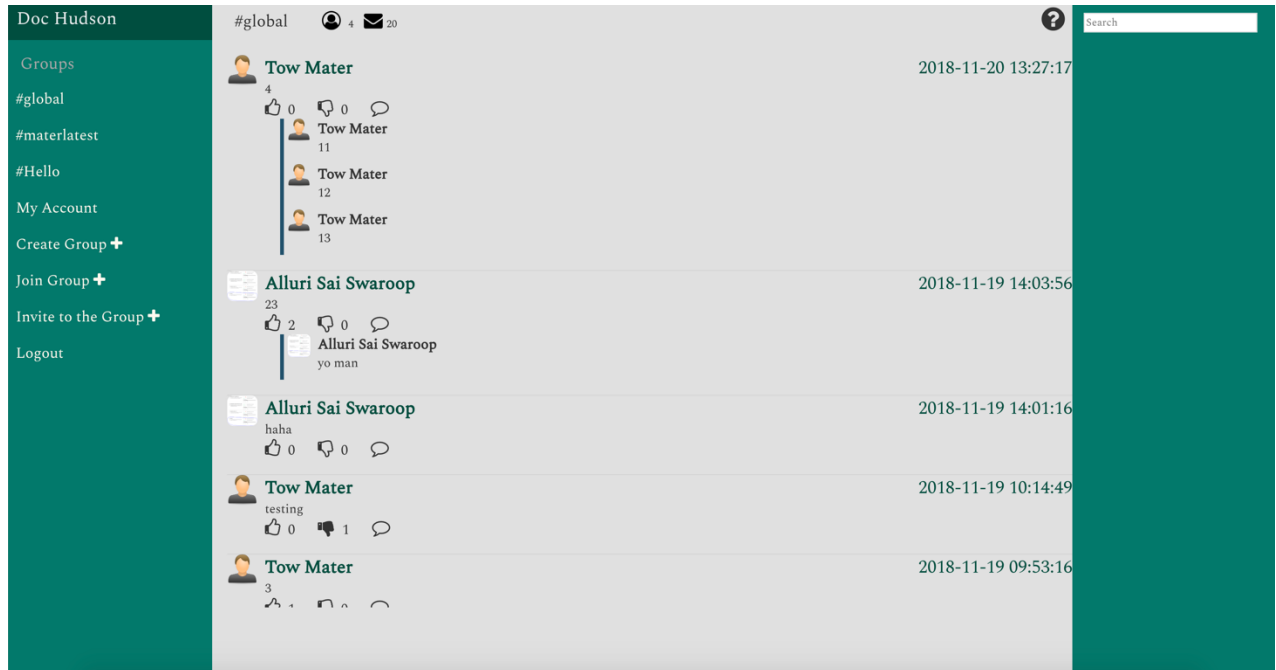 Doc Hudson
Groups
#global
#materlatest
#Hello
My Account
Create Group
Join Group
Invite to the Group
Logout
#global 4 20
Search
Tow Mater 2018-11-20 13:27:17
4
0 0
Tow Mater
11
Tow Mater
12
Tow Mater
13
Alluri Sai Swaroop 2018-11-19 14:03:56
23
2 0
Alluri Sai Swaroop
yo man
Alluri Sai Swaroop 2018-11-19 14:01:16
haha
0 0
Tow Mater 2018-11-19 10:14:49
testing
0 1
Tow Mater 2018-11-19 09:53:16
3